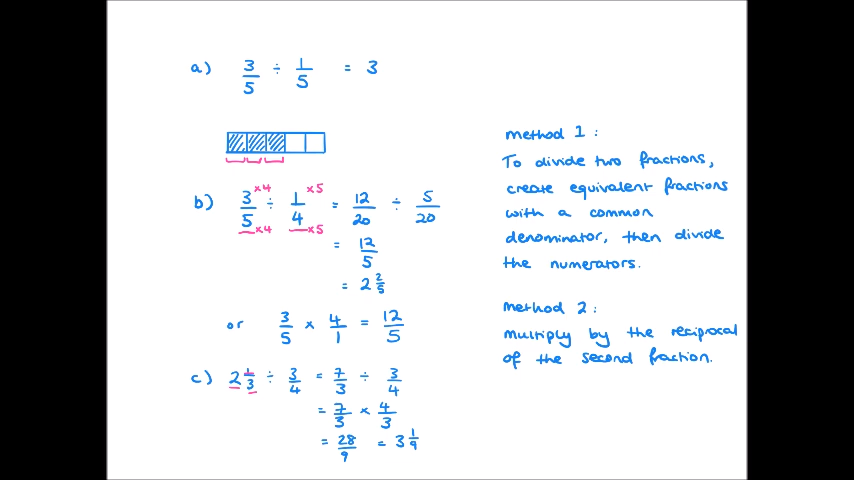 a) 3/5 ÷ 1/5 = 3
b) 3/5 ×4 ×4 ÷ 1/4 ×5 ×5 = 12/20 ÷ 5/20
= 12/5
= 2 2/5
or 3/5 × 4/1 = 12/5
c) 2 1/3 ÷ 3/4 = 7/3 ÷ 3/4
= 7/3 × 4/3
= 28/9 = 3 1/9
method 1:
To divide two fractions,
create equivalent fractions
with a common
denominator, then divide
the numerators.
method 2:
multiply by the reciprocal
of the second fraction.